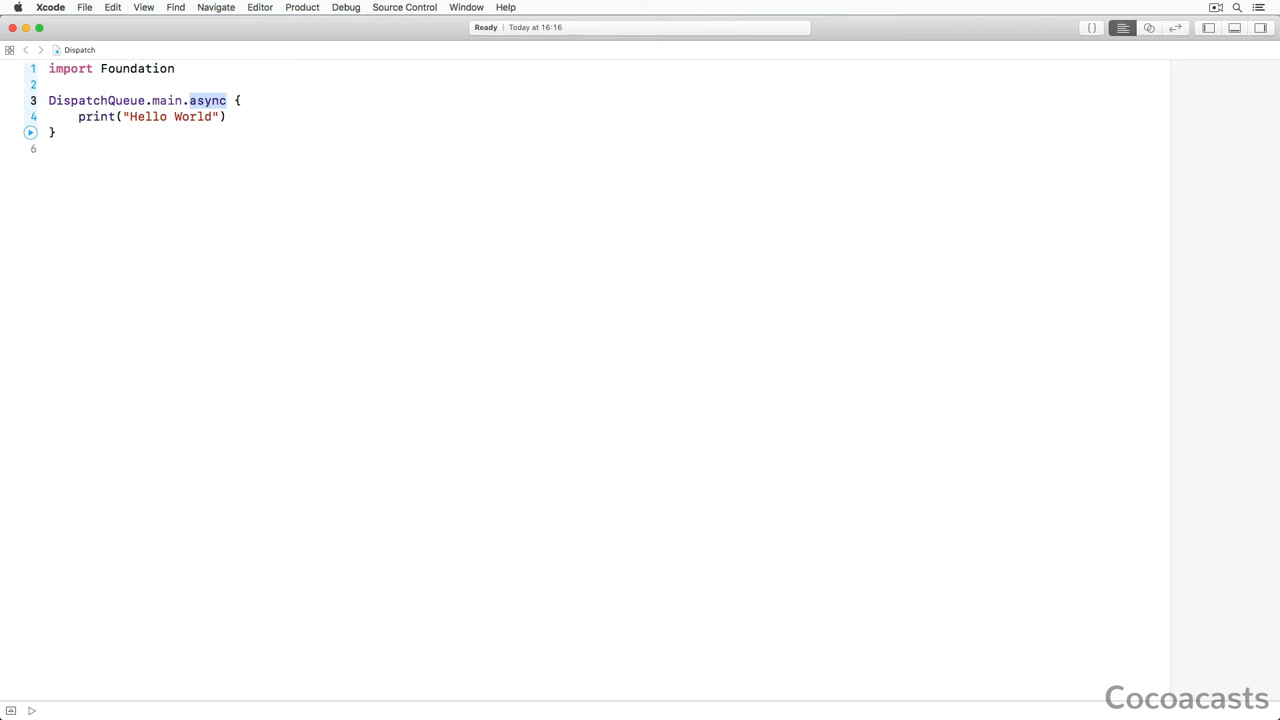 Xcode File Edit View Find Navigate Editor Product Debug Source Control Window Help
Ready Today at 16:16
Dispatch
1 import Foundation
2
3 DispatchQueue.main.async {
4 print("Hello World")
}
6
Cocoacasts